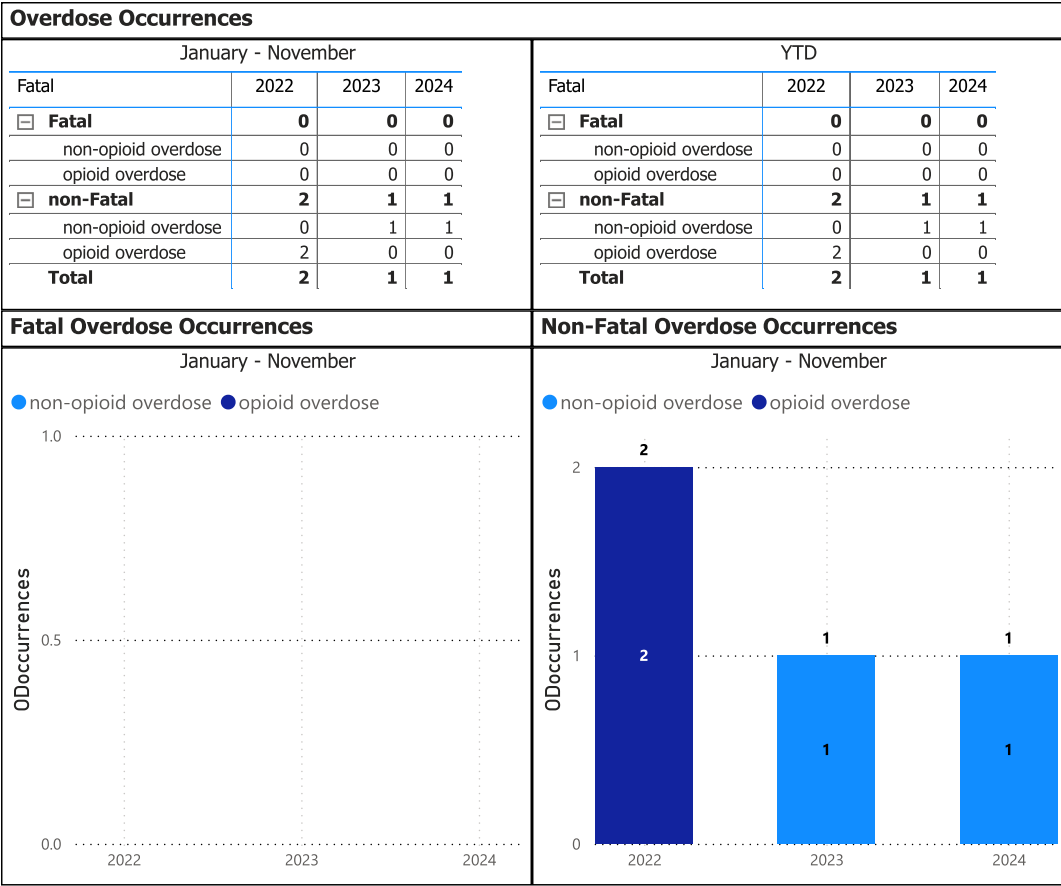 Overdose Occurrences
January - November
Fatal 2022 2023 2024
Fatal 0 0 0
non-opioid overdose 0 0 0
opioid overdose 0 0 0
non-Fatal 2 1 1
non-opioid overdose 0 1 1
opioid overdose 2 0 0
Total 2 1 1
YTD
Fatal 2022 2023 2024
Fatal 0 0 0
non-opioid overdose 0 0 0
opioid overdose 0 0 0
non-Fatal 2 1 1
non-opioid overdose 0 1 1
opioid overdose 2 0 0
Total 2 1 1
Fatal Overdose Occurrences
January - November
non-opioid overdose opioid overdose
ODoccurrences
1.0
0.5
0.0
2022 2023 2024
Non-Fatal Overdose Occurrences
January - November
non-opioid overdose opioid overdose
ODoccurrences
2
1
0
2 1 1
2 1 1
2022 2023 2024